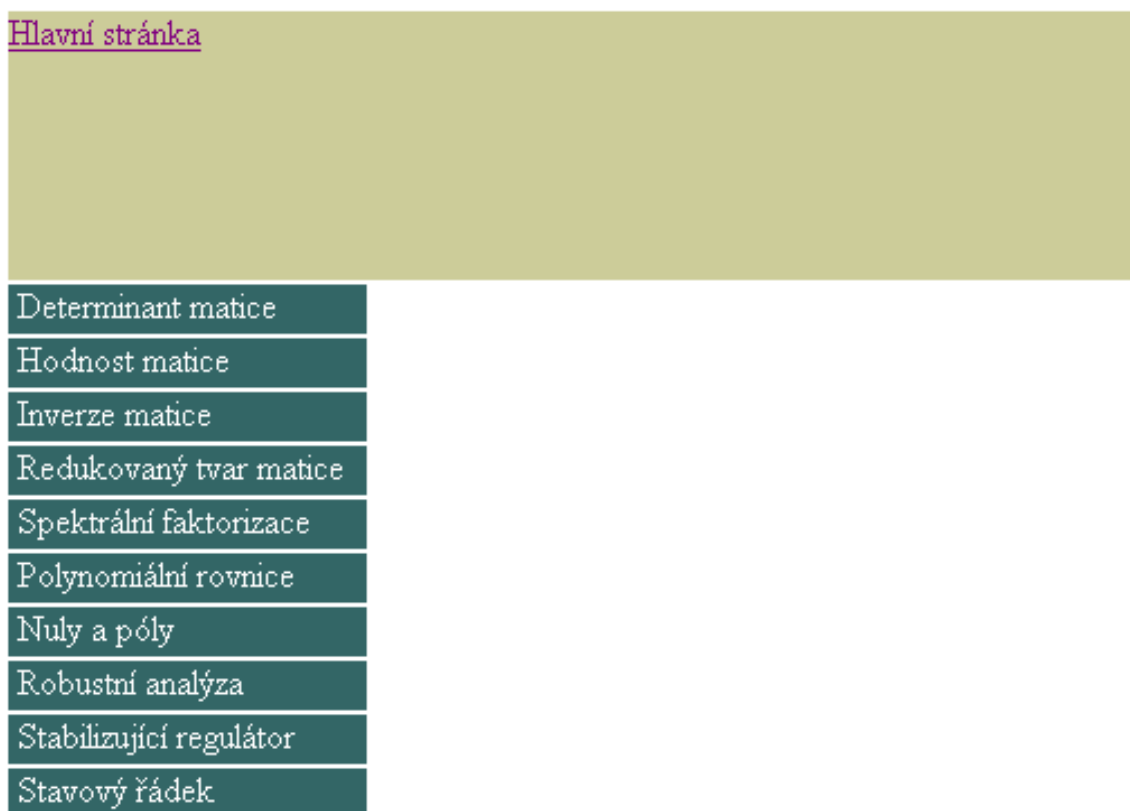 Hlavní stránka
Determinant matice
Hodnost matice
Inverze matice
Redukovaný tvar matice
Spektrální faktorizace
Polynomiální rovnice
Nuly a póly
Robustní analýza
Stabilizující regulátor
Stavový řádek